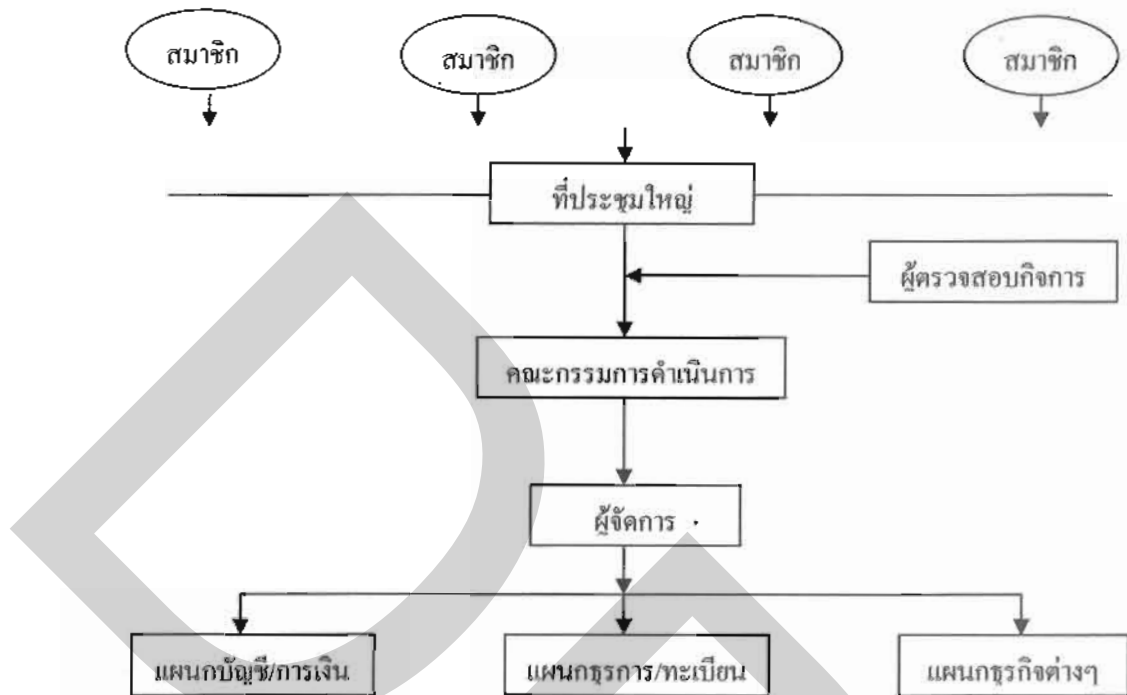 สมาชิก
สมาชิก
สมาชิก
สมาชิก
ที่ประชุมใหญ่
ผู้ตรวจสอบกิจการ
คณะกรรมการดำเนินการ
ผู้จัดการ
แผนกบัญชี/การเงิน
แผนกธุรการ/ทะเบียน
แผนกธุรกิจต่างๆ